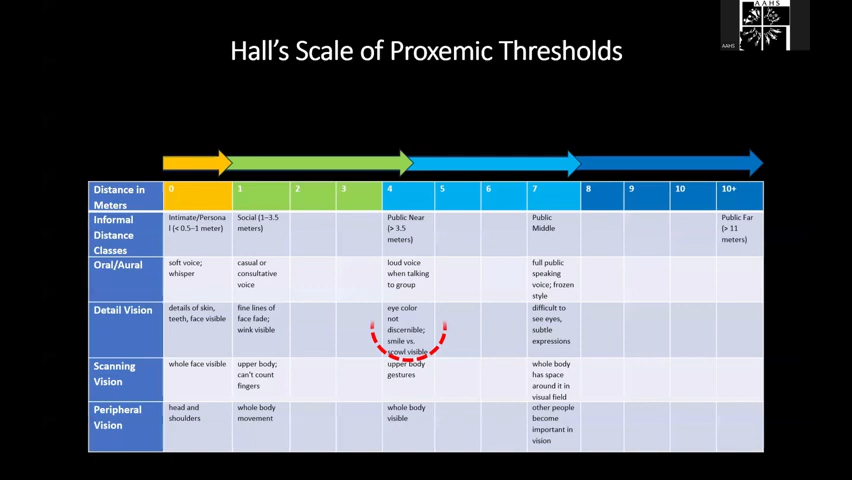 AAHS
AAHS
Hall's Scale of Proxemic Thresholds
Distance in
Meters
0
1
2
3
4
5
6
7
8
9
10
10+
Informal
Distance
Classes
Intimate/Persona
l (< 0.5–1 meter)
Social (1–3.5
meters)
Public Near
(> 3.5
meters)
Public
Middle
Public Far
(> 11
meters)
Oral/Aural
soft voice;
whisper
casual or
consultative
voice
loud voice
when talking
to group
full public
speaking
voice; frozen
style
Detail Vision
details of skin,
teeth, face visible
fine lines of
face fade;
wink visible
eye color
not
discernible;
smile vs.
scowl visible
difficult to
see eyes,
subtle
expressions
Scanning
Vision
whole face visible
upper body;
can't count
fingers
upper body
gestures
whole body
has space
around it in
visual field
Peripheral
Vision
head and
shoulders
whole body
movement
whole body
visible
other people
become
important in
vision